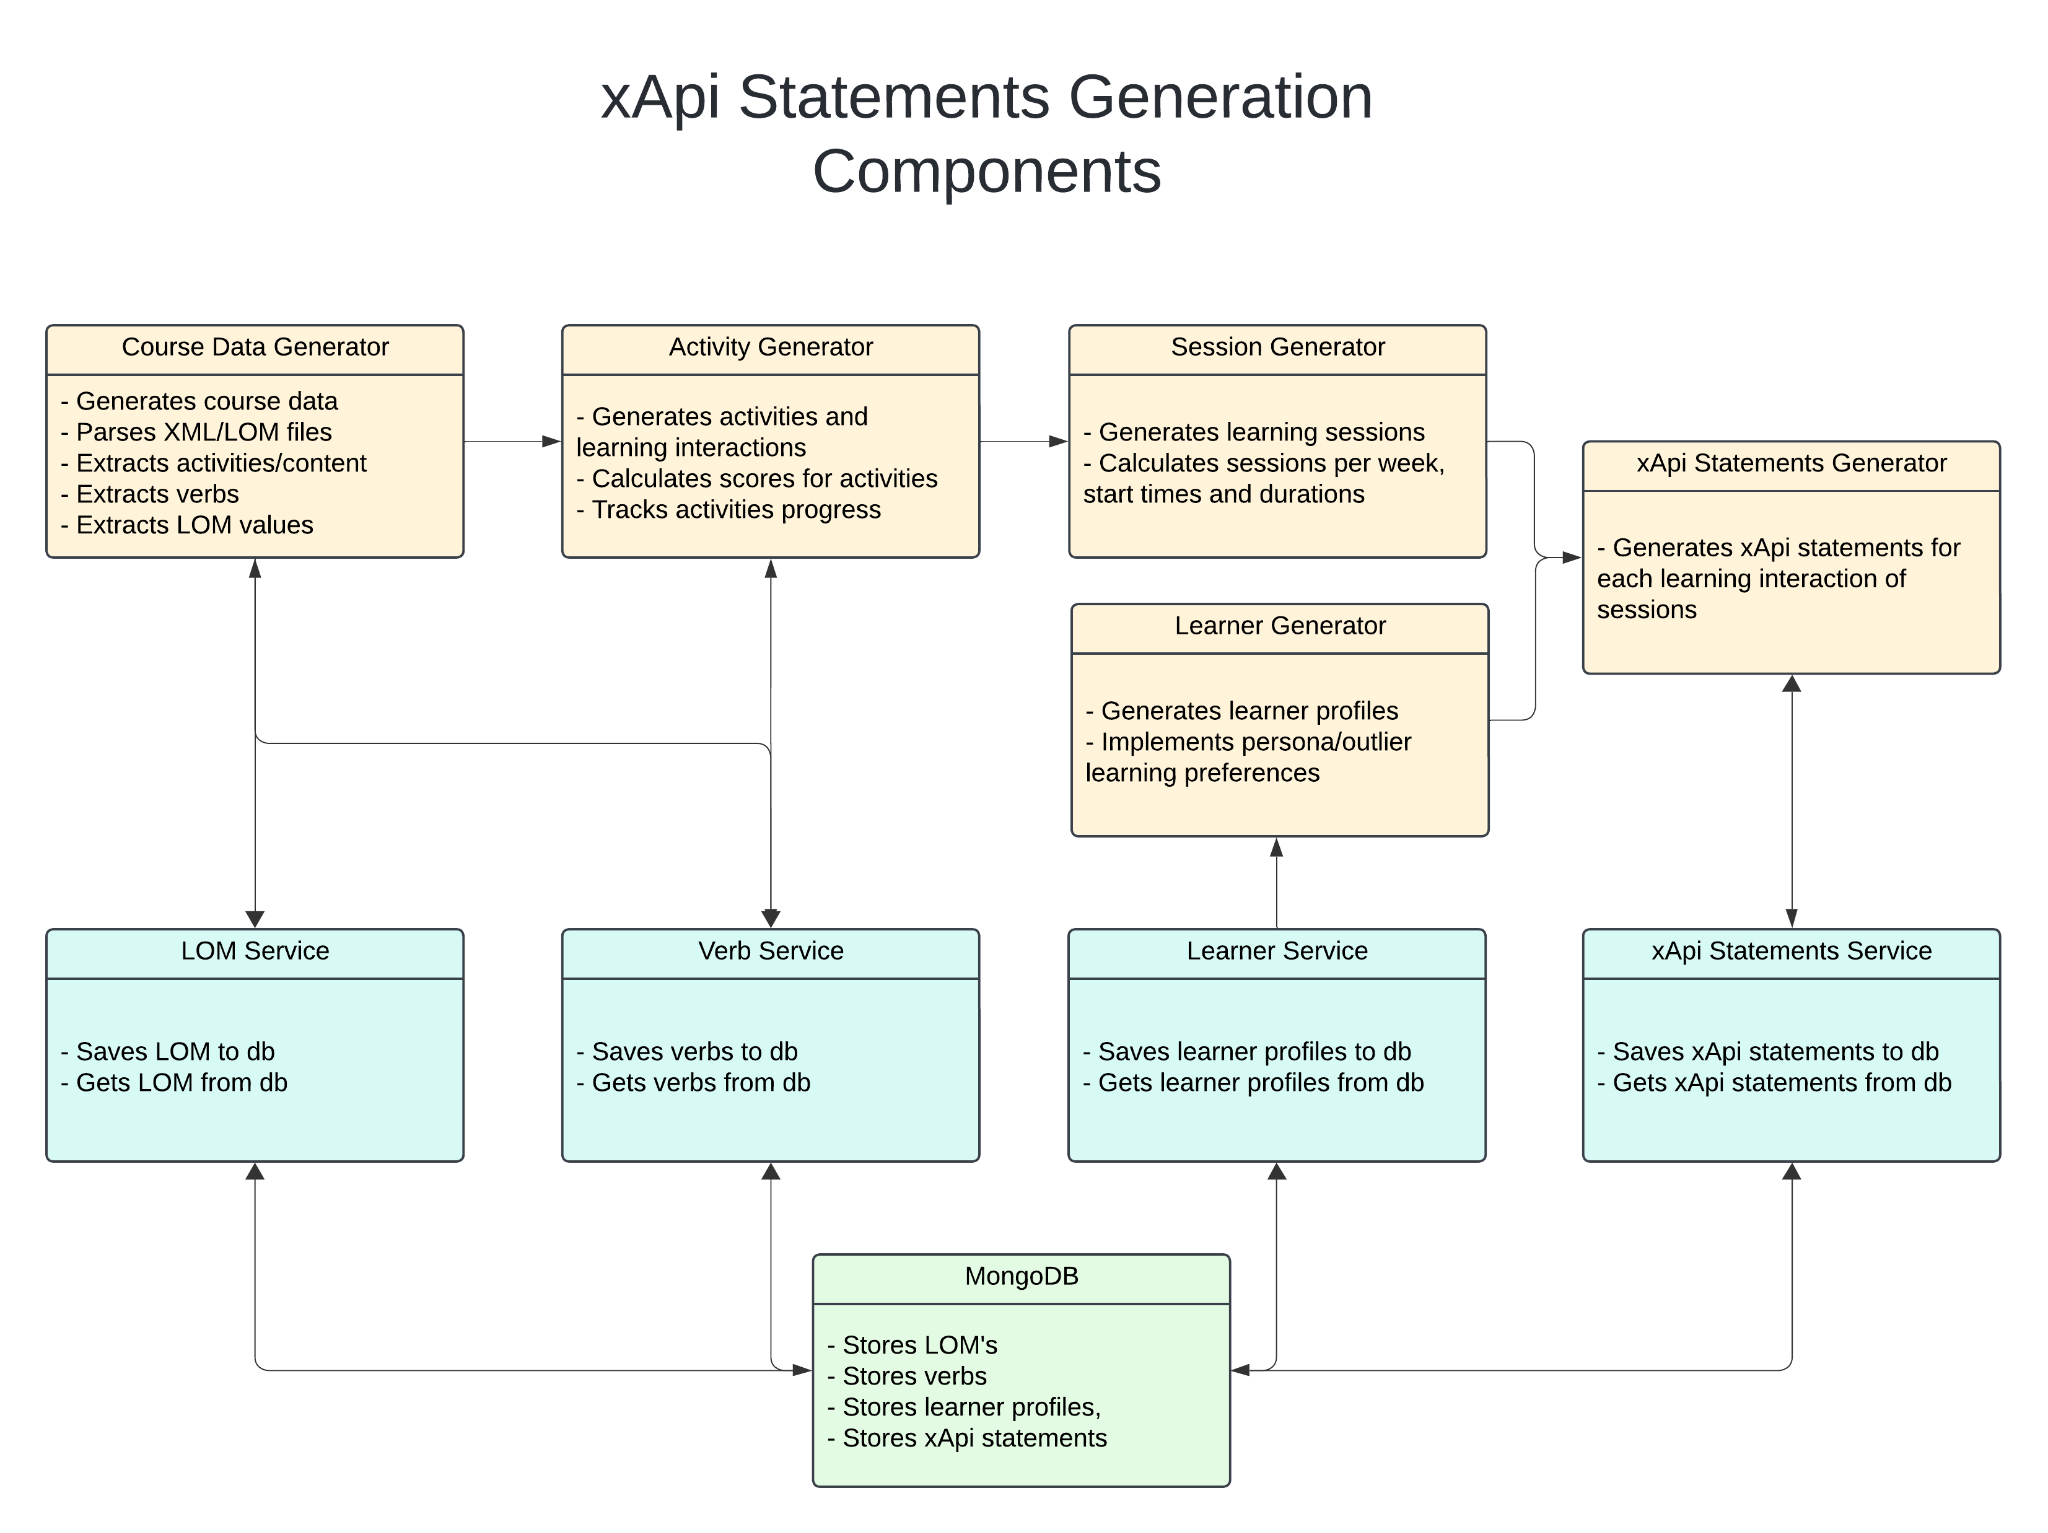 xApi Statements Generation
Components
Course Data Generator
- Generates course data
- Parses XML/LOM files
- Extracts activities/content
- Extracts verbs
- Extracts LOM values
Activity Generator
- Generates activities and
learning interactions
- Calculates scores for activities
- Tracks activities progress
Session Generator
- Generates learning sessions
- Calculates sessions per week,
start times and durations
xApi Statements Generator
- Generates xApi statements for
each learning interaction of
sessions
Learner Generator
- Generates learner profiles
- Implements persona/outlier
learning preferences
LOM Service
- Saves LOM to db
- Gets LOM from db
Verb Service
- Saves verbs to db
- Gets verbs from db
Learner Service
- Saves learner profiles to db
- Gets learner profiles from db
xApi Statements Service
- Saves xApi statements to db
- Gets xApi statements from db
MongoDB
- Stores LOM's
- Stores verbs
- Stores learner profiles,
- Stores xApi statements